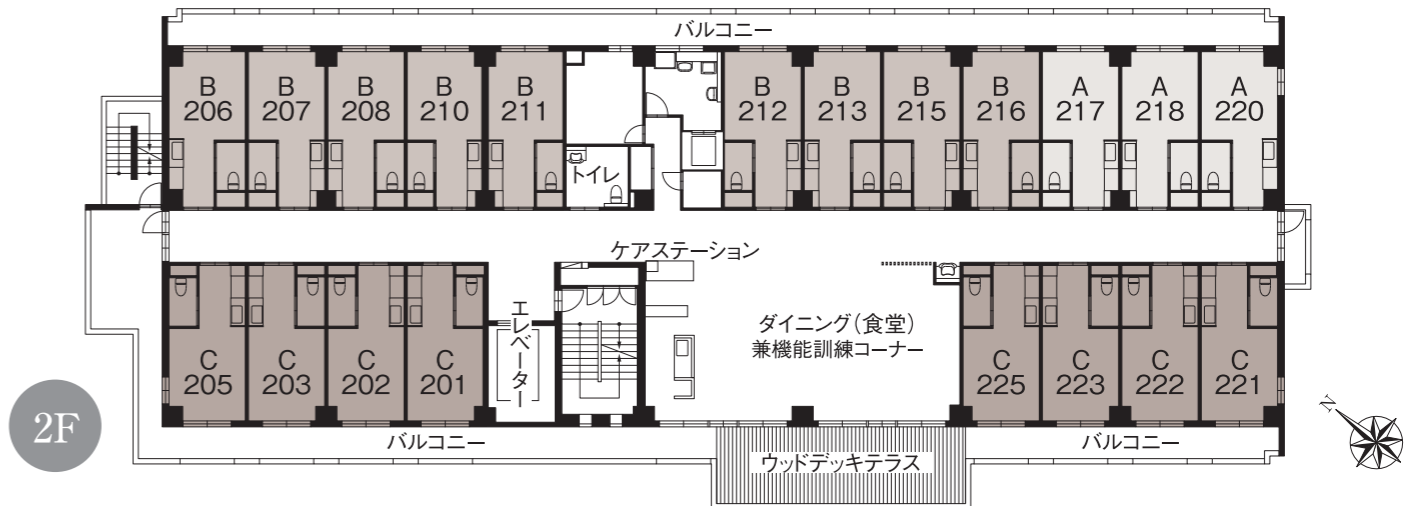 バルコニー
B
206
B
207
B
208
B
210
B
211
B
212
B
213
B
215
B
216
A
217
A
218
A
220
トイレ
ケアステーション
エレベーター
ダイニング(食堂)
兼機能訓練コーナー
C
205
C
203
C
202
C
201
C
225
C
223
C
222
C
221
2F
N
バルコニー
バルコニー
ウッドデッキテラス